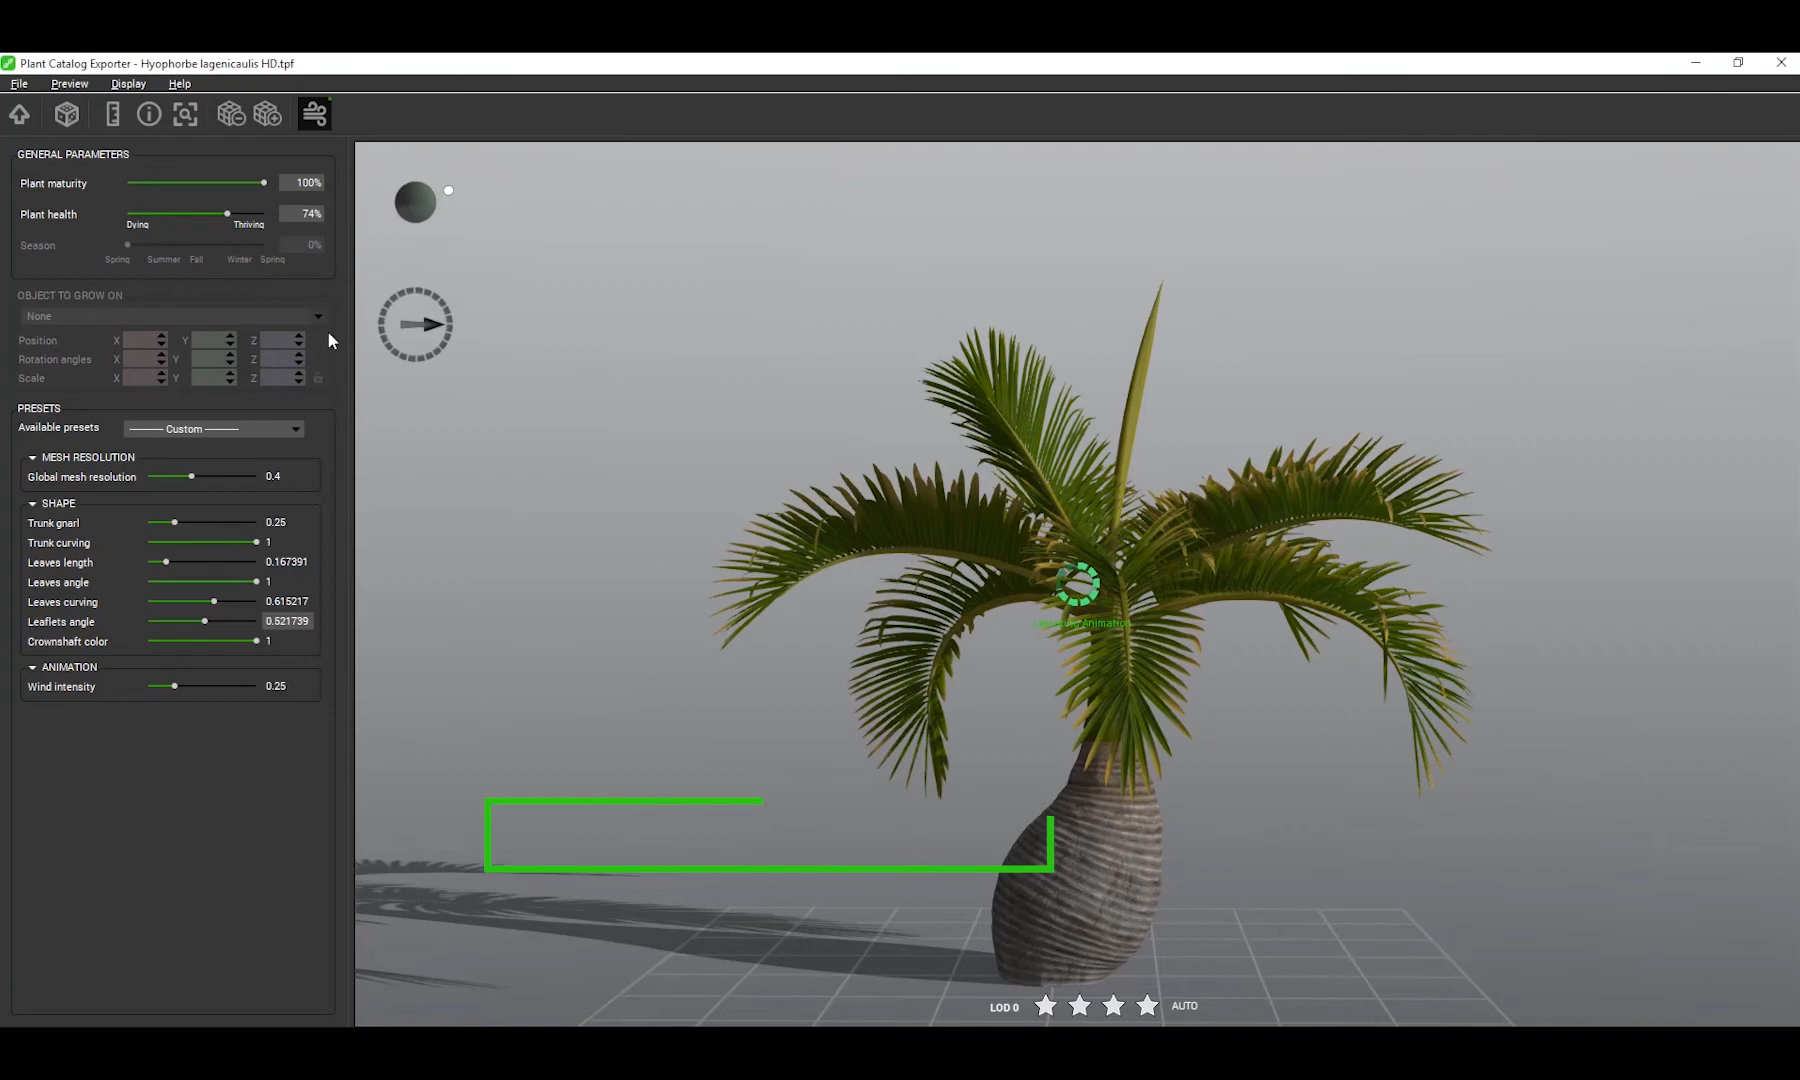 Plant Catalog Exporter - Hyophorbe lagenicaulis HD.tpf
File Preview Display Help
GENERAL PARAMETERS
Plant maturity 100%
Plant health 74%
Dying Thriving
Season 0%
Spring Summer Fall Winter Spring
OBJECT TO GROW ON
None
Position X Y Z
Rotation angles X Y Z
Scale X Y Z
PRESETS
Available presets Custom
MESH RESOLUTION
Global mesh resolution 0.4
SHAPE
Trunk gnarl 0.25
Trunk curving 1
Leaves length 0.167391
Leaves angle 1
Leaves curving 0.615217
Leaflets angle 0.521739
Crownshaft color 1
ANIMATION
Wind intensity 0.25
Animation
LOD 0 AUTO